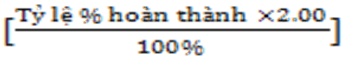 [Tỷ lệ % hoàn thành ×2.00
100%]